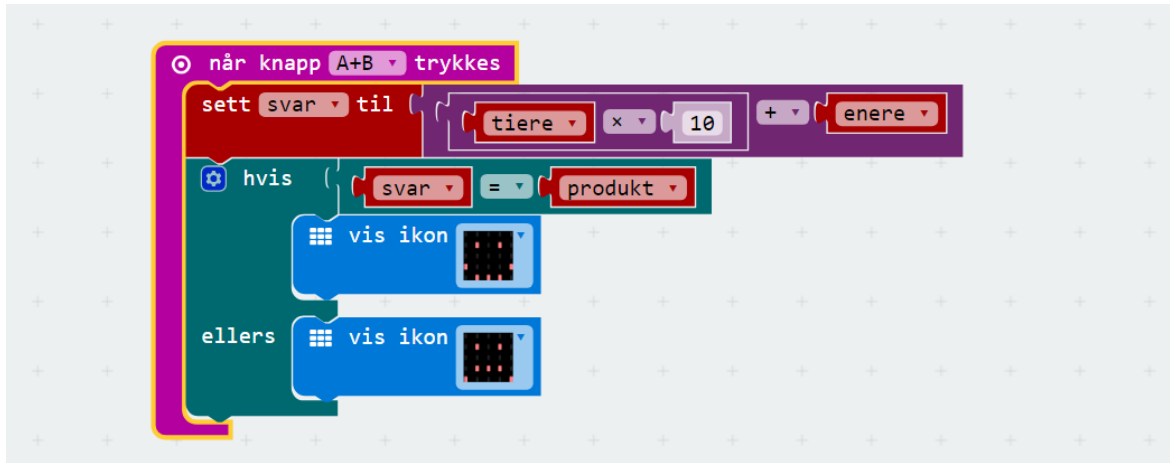 når knapp A+B trykkes
sett svar til tiere × 10 + enere
hvis svar = produkt
vis ikon
ellers vis ikon